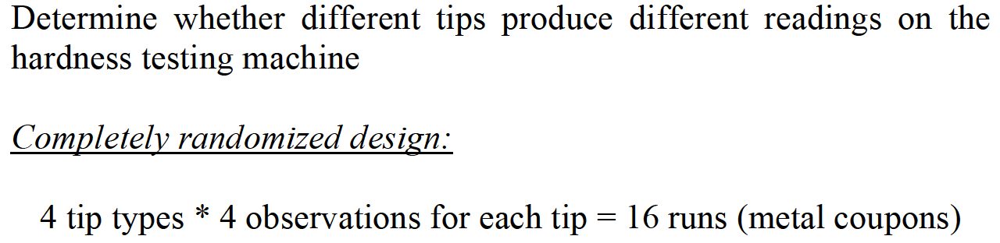 Determine whether different tips produce different readings on the
hardness testing machine
Completely randomized design:
4 tip types * 4 observations for each tip = 16 runs (metal coupons)